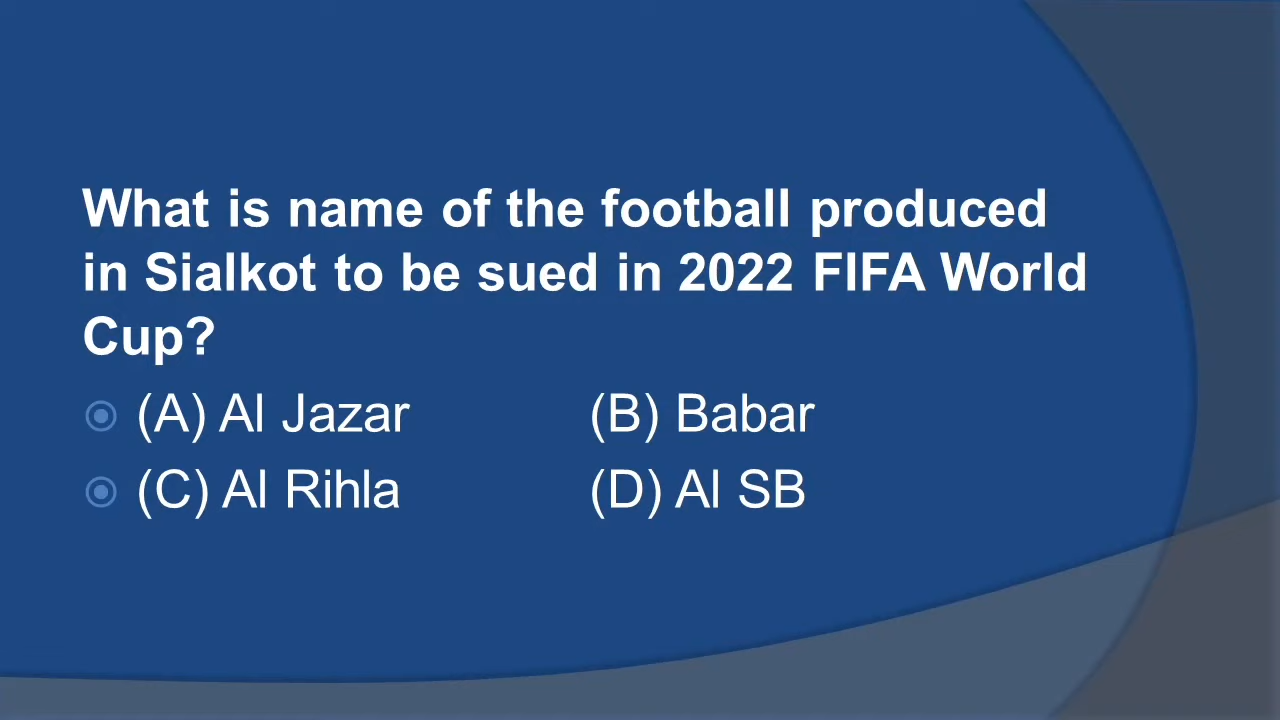 What is name of the football produced
in Sialkot to be sued in 2022 FIFA World
Cup?
(A) Al Jazar (B) Babar
(C) Al Rihla (D) Al SB